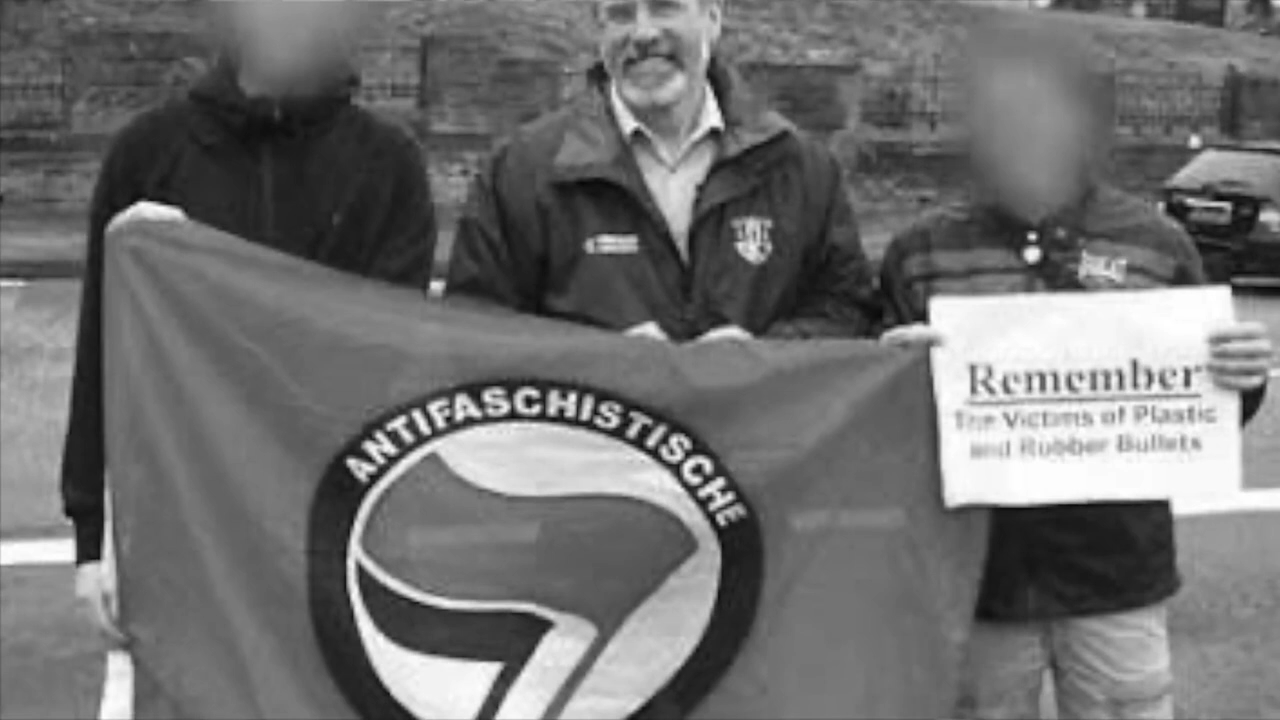 ANTIFASCHISTISCHE
Remember
The Victims of Plastic
and Rubber Bullets